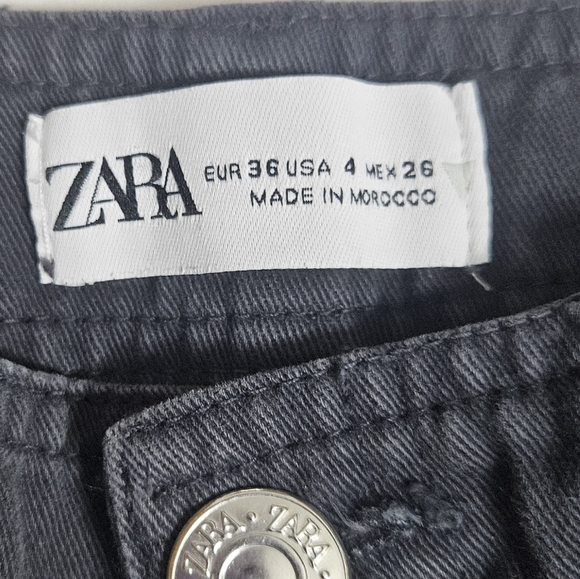 ZARA
EUR 36 USA 4 MEX 26
MADE IN MOROCCO
ZARA • ZARA